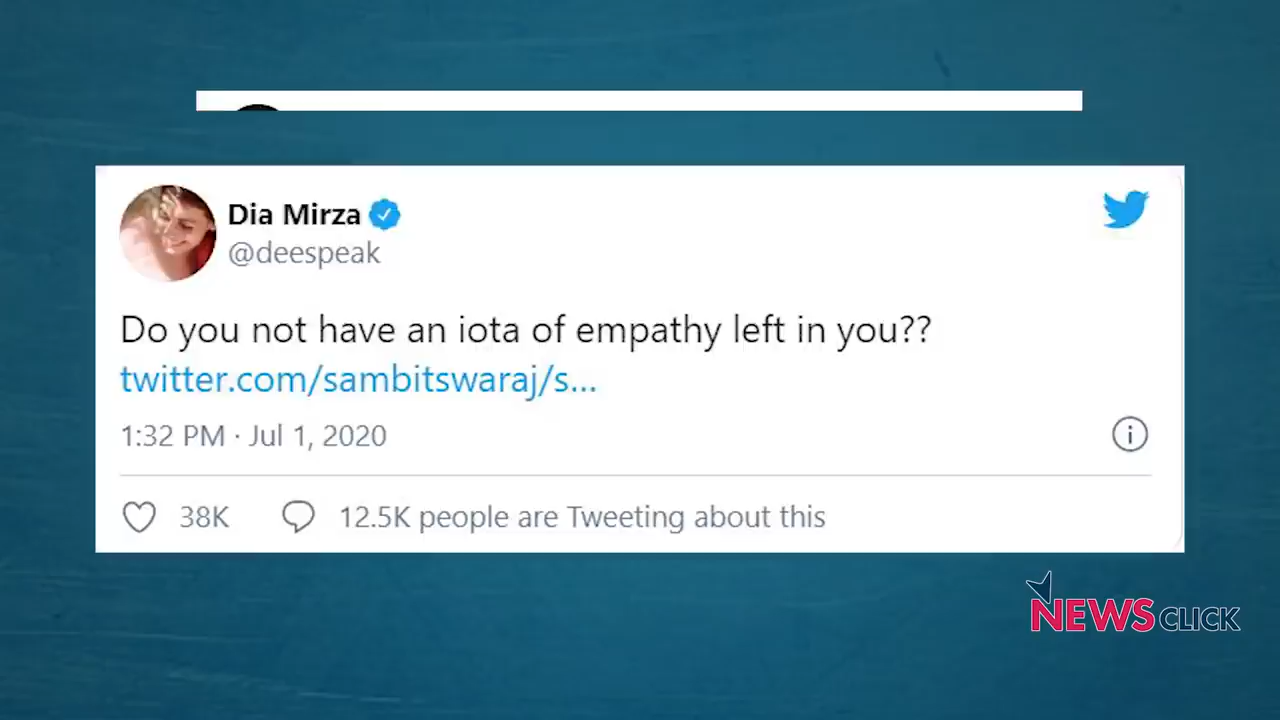 Dia Mirza
@deespeak
Do you not have an iota of empathy left in you??
twitter.com/sambitswaraj/s...
1:32 PM · Jul 1, 2020
38K 12.5K people are Tweeting about this
NEWSCLICK